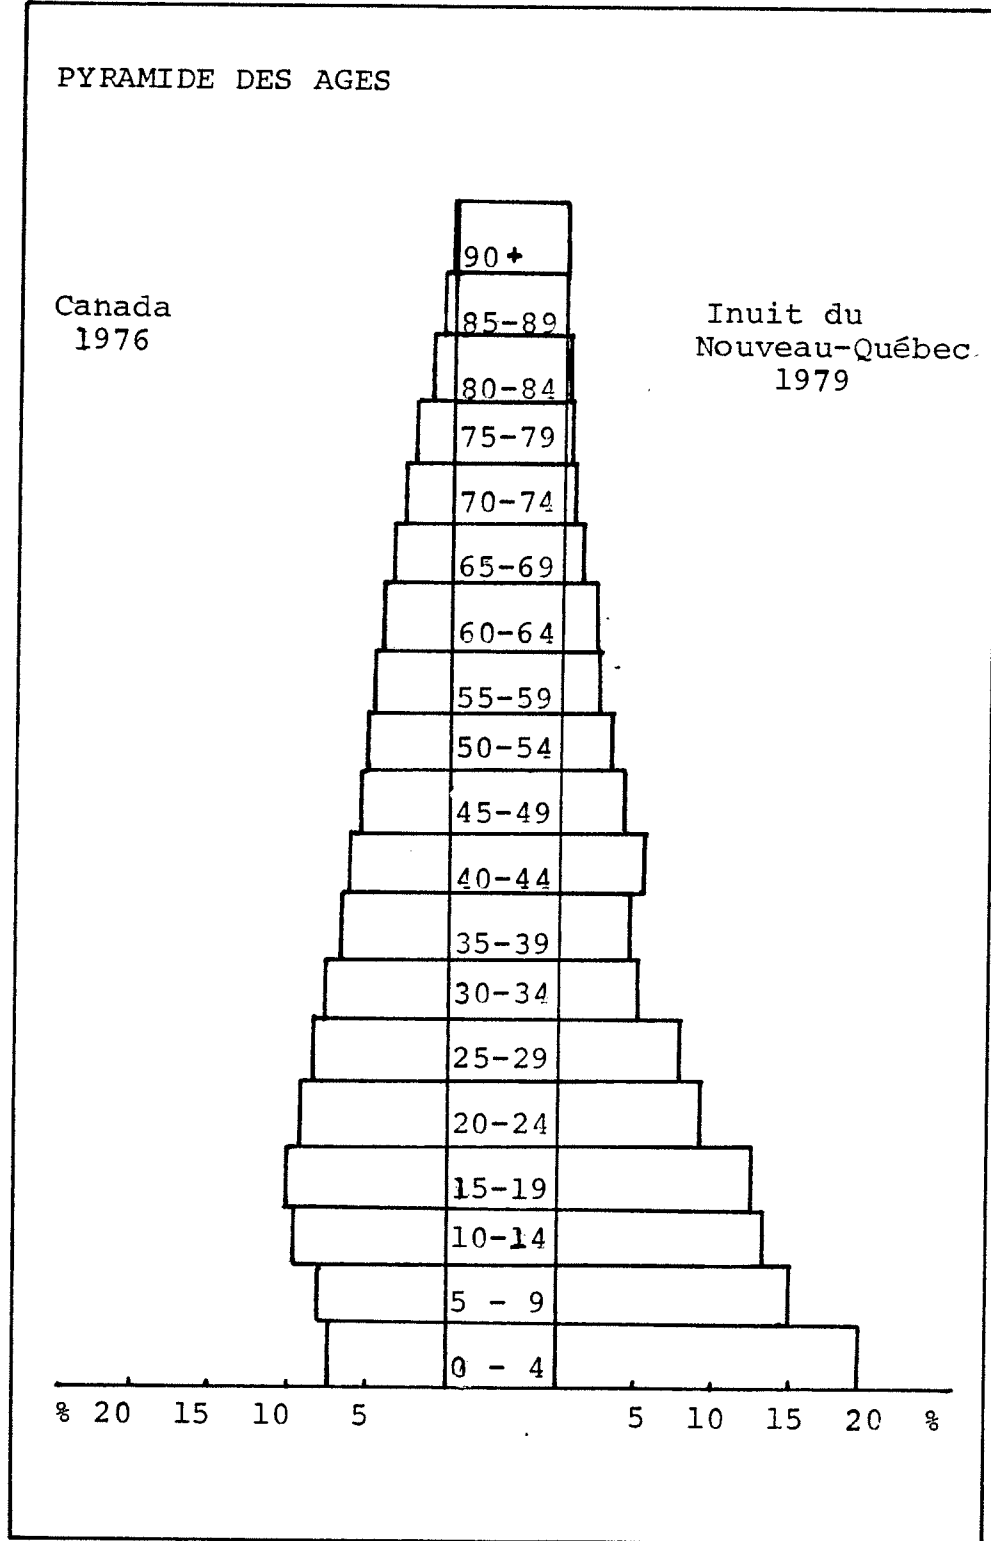 PYRAMIDE DES AGES
90+
Canada
1976
85-89
Inuit du
Nouveau-Québec
1979
80-84
75-79
70-74
65-69
60-64
55-59
50-54
45-49
40-44
35-39
30-34
25-29
20-24
15-19
10-14
5 - 9
0 - 4
% 20 15 10 5 5 10 15 20 %